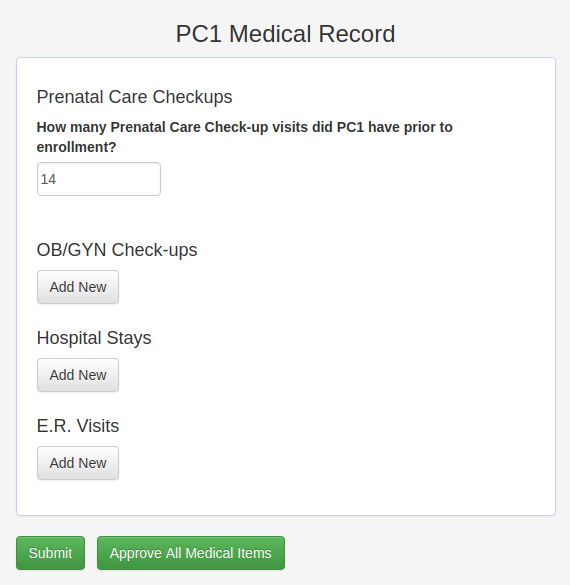 PC1 Medical Record
Prenatal Care Checkups
How many Prenatal Care Check-up visits did PC1 have prior to
enrollment?
14
OB/GYN Check-ups
Add New
Hospital Stays
Add New
E.R. Visits
Add New
Submit
Approve All Medical Items